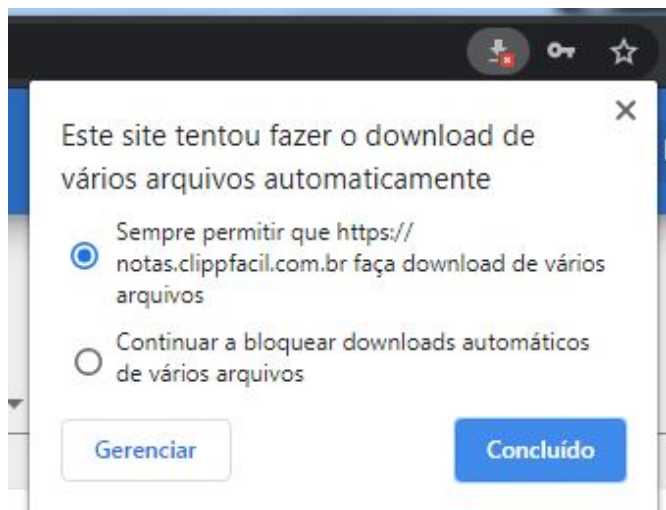 Este site tentou fazer o download de
vários arquivos automaticamente
Sempre permitir que https://
notas.clippfacil.com.br faça download de vários
arquivos
Continuar a bloquear downloads automáticos
de vários arquivos
Gerenciar
Concluído